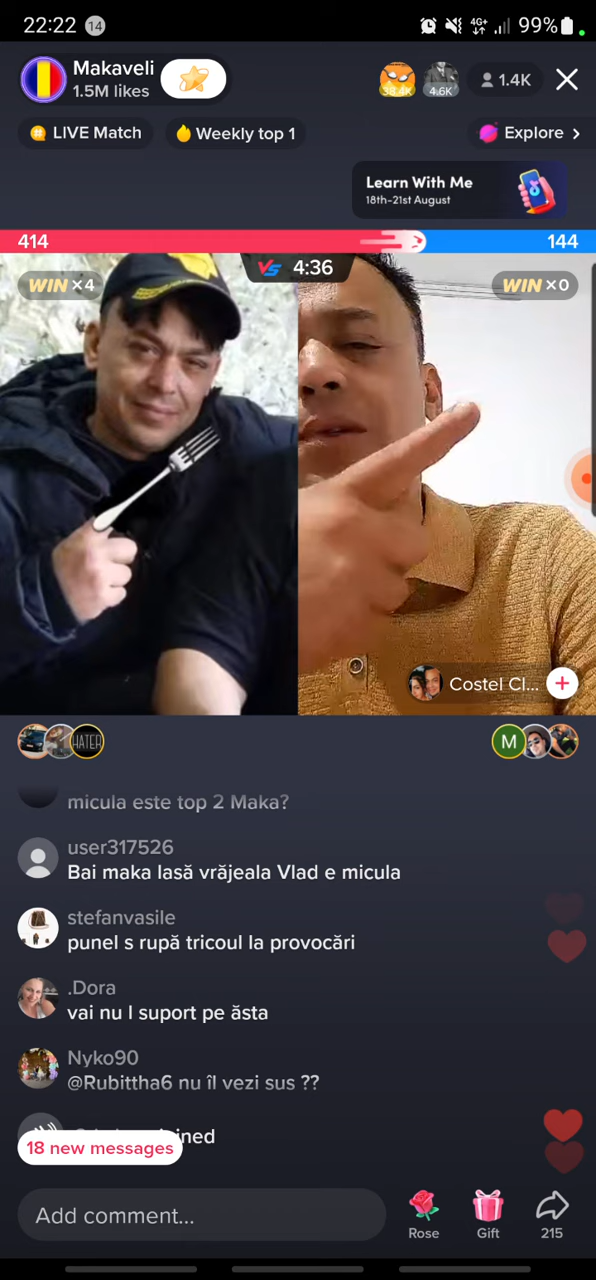 22:22 14 4G+ 99%
Makaveli
1.5M likes
38.4K 4.6K 1.4K
LIVE Match Weekly top 1 Explore
Learn With Me
18th-21st August
414 144
VS 4:36
WIN ×4 WIN ×0
Costel Cl...
HATER M
micula este top 2 Maka?
user317526
Bai maka lasă vrăjeala Vlad e micula
stefanvasile
punel s rupă tricoul la provocări
.Dora
vai nu l suport pe ăsta
Nyko90
@Rubittha6 nu îl vezi sus ??
18 new messages
Add comment...
Rose Gift 215